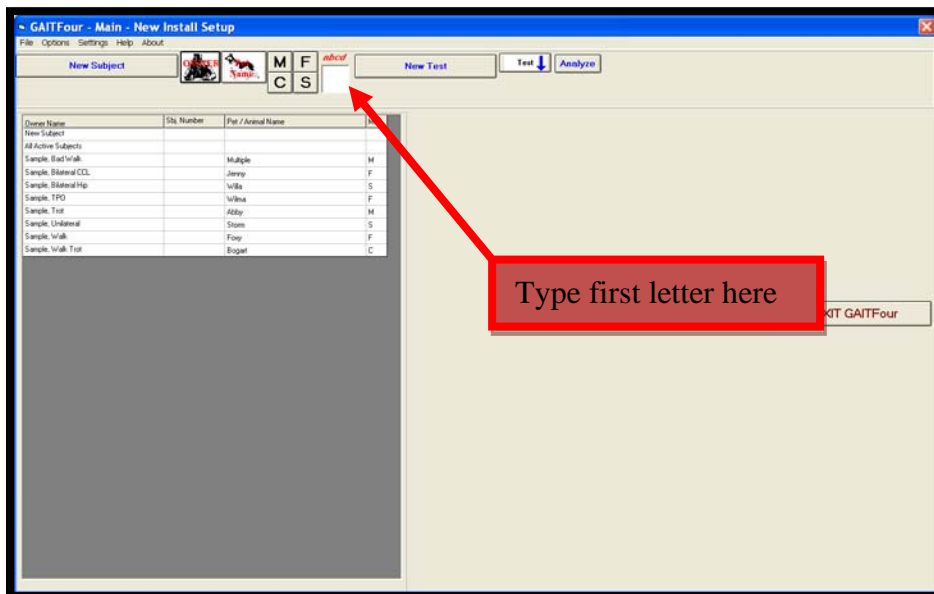 GAITFour - Main - New Install Setup
File Options Settings Help About
New Subject
OWNER
Pet Name
M F
C S
abcd
New Test
Test
Analyze
Owner Name Sbj. Number Pet / Animal Name
New Subject
All Active Subjects
Sample, Bad Walk Multiple M
Sample, Bilateral CCL Jenny F
Sample, Bilateral Hip Willa S
Sample, TPO Wilma F
Sample, Trot Abby M
Sample, Unilateral Storm S
Sample, Walk Foxy F
Sample, Walk Trot Bogart C
Type first letter here
XIT GAITFour